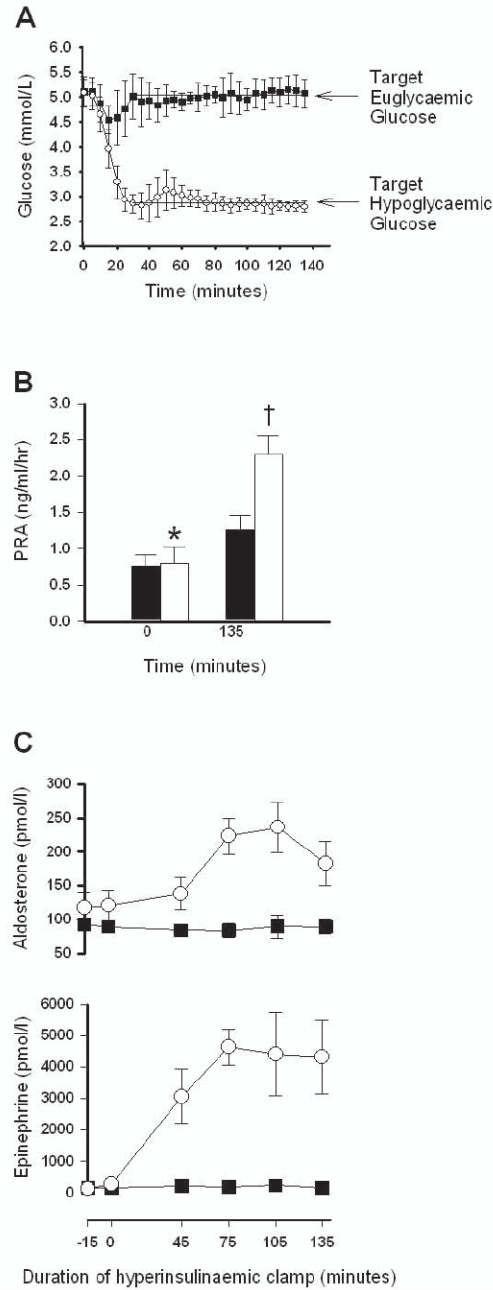 A
6.0
5.5
5.0
4.5
4.0
3.5
3.0
2.5
2.0
Glucose (mmol/L)
Target
Euglycaemic
Glucose
Target
Hypoglycaemic
Glucose
0 20 40 60 80 100 120 140
Time (minutes)
B
3.0
2.5
2.0
1.5
1.0
0.5
0.0
PRA (ng/ml/hr)
*
†
0 135
Time (minutes)
C
300
250
200
150
100
50
Aldosterone (pmol/l)
6000
5000
4000
3000
2000
1000
0
Epinephrine (pmol/l)
-15 0 45 75 105 135
Duration of hyperinsulinaemic clamp (minutes)